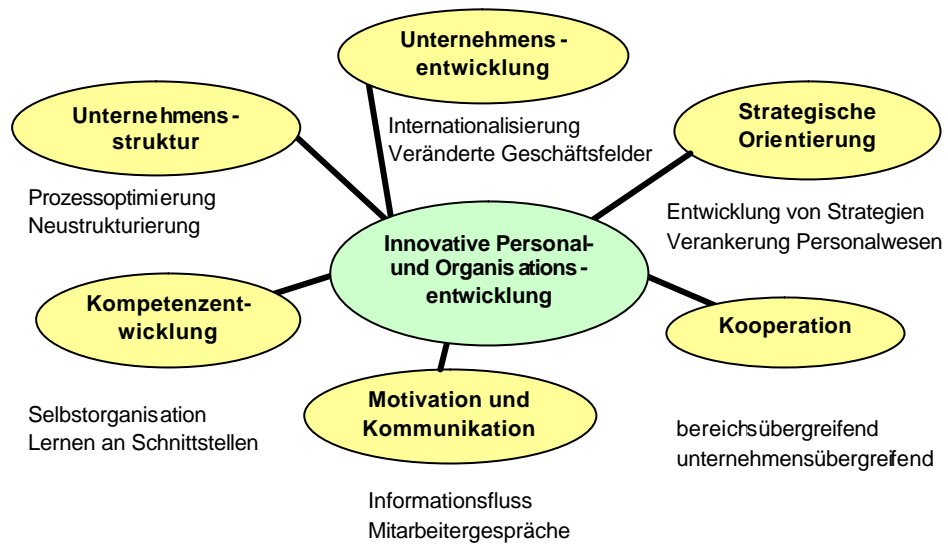 Unternehmens-
entwicklung
Internationalisierung
Veränderte Geschäftsfelder
Unternehmens-
struktur
Prozessoptimierung
Neustrukturierung
Strategische
Orientierung
Entwicklung von Strategien
Verankerung Personalwesen
Innovative Personal-
und Organisations-
entwicklung
Kompetenzent-
wicklung
Selbstorganisation
Lernen an Schnittstellen
Motivation und
Kommunikation
Informationsfluss
Mitarbeitergespräche
Kooperation
bereichsübergreifend
unternehmensübergreifend